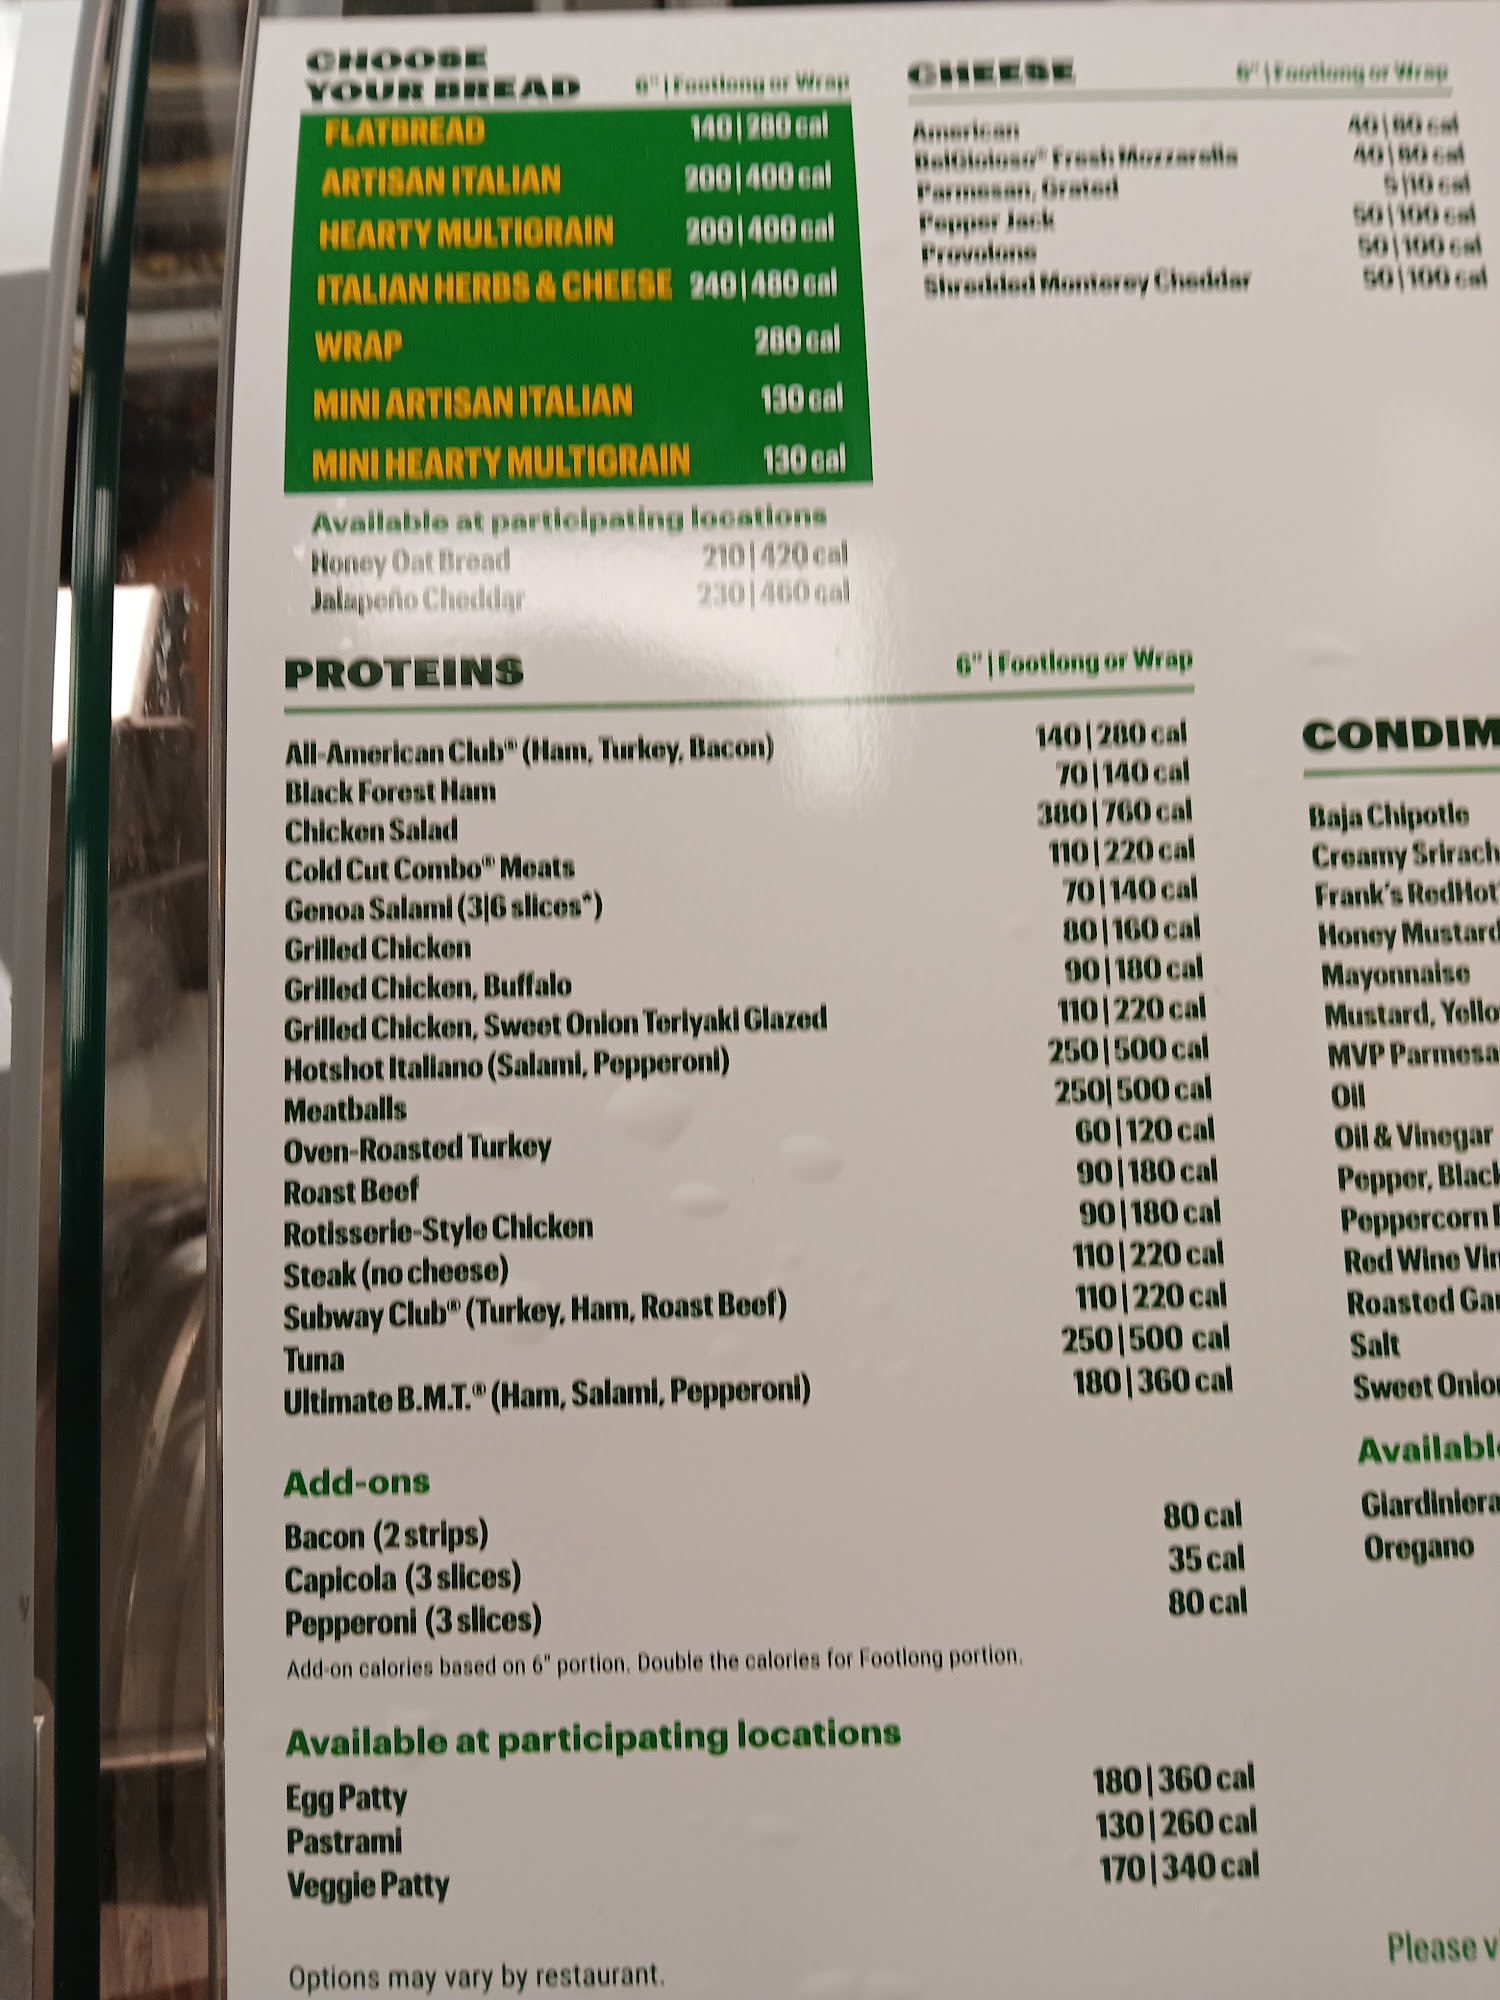 CHOOSE
YOUR BREAD 6" | Footlong or Wrap
FLATBREAD 140 | 280 cal
ARTISAN ITALIAN 200 | 400 cal
HEARTY MULTIGRAIN 200 | 400 cal
ITALIAN HERBS & CHEESE 240 | 480 cal
WRAP 280 cal
MINI ARTISAN ITALIAN 130 cal
MINI HEARTY MULTIGRAIN 130 cal
Available at participating locations
Honey Oat Bread 210 | 420 cal
Jalapeño Cheddar 230 | 460 cal
CHEESE 6" | Footlong or Wrap
American 40 | 80 cal
BelGioioso® Fresh Mozzarella 40 | 80 cal
Parmesan, Grated 5 | 10 cal
Pepper Jack 50 | 100 cal
Provolone 50 | 100 cal
Shredded Monterey Cheddar 50 | 100 cal
PROTEINS 6" | Footlong or Wrap
All-American Club® (Ham, Turkey, Bacon) 140 | 280 cal
Black Forest Ham 70 | 140 cal
Chicken Salad 380 | 760 cal
Cold Cut Combo® Meats 110 | 220 cal
Genoa Salami (3|6 slices*) 70 | 140 cal
Grilled Chicken 80 | 160 cal
Grilled Chicken, Buffalo 90 | 180 cal
Grilled Chicken, Sweet Onion Teriyaki Glazed 110 | 220 cal
Hotshot Italiano (Salami, Pepperoni) 250 | 500 cal
Meatballs 250 | 500 cal
Oven-Roasted Turkey 60 | 120 cal
Roast Beef 90 | 180 cal
Rotisserie-Style Chicken 90 | 180 cal
Steak (no cheese) 110 | 220 cal
Subway Club® (Turkey, Ham, Roast Beef) 110 | 220 cal
Tuna 250 | 500 cal
Ultimate B.M.T.® (Ham, Salami, Pepperoni) 180 | 360 cal
Add-ons
Bacon (2 strips) 80 cal
Capicola (3 slices) 35 cal
Pepperoni (3 slices) 80 cal
Add-on calories based on 6" portion. Double the calories for Footlong portion.
Available at participating locations
Egg Patty 180 | 360 cal
Pastrami 130 | 260 cal
Veggie Patty 170 | 340 cal
Options may vary by restaurant.
CONDIM
Baja Chipotle
Creamy Srirach
Frank's RedHot
Honey Mustard
Mayonnaise
Mustard, Yello
MVP Parmesa
Oil
Oil & Vinegar
Pepper, Black
Peppercorn
Red Wine Vin
Roasted Gar
Salt
Sweet Onio
Availabl
Giardiniera
Oregano
Please v